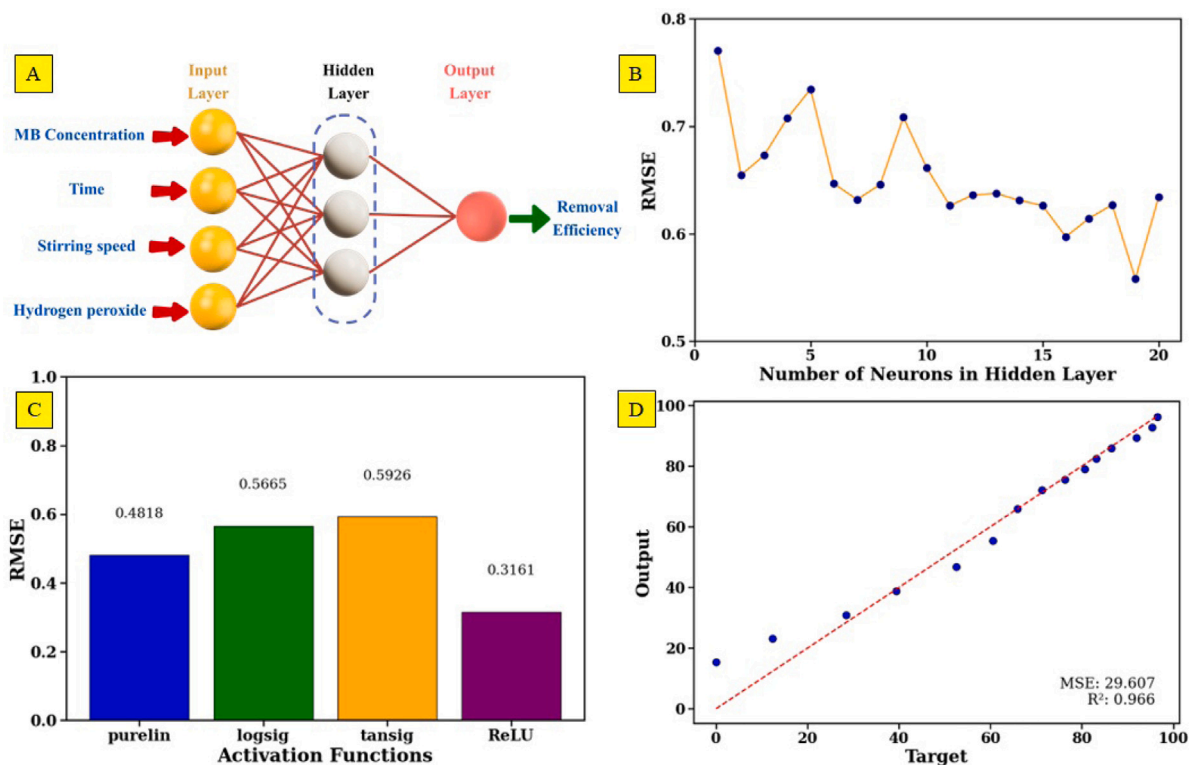 A
Input
Layer
Hidden
Layer
Output
Layer
MB Concentration
Time
Stirring speed
Hydrogen peroxide
Removal
Efficiency
B
0.8
0.7
0.6
0.5
RMSE
0
5
10
15
20
Number of Neurons in Hidden Layer
C
1.0
0.8
0.6
0.4
0.2
0.0
RMSE
0.4818
0.5665
0.5926
0.3161
purelin
logsig
tansig
ReLU
Activation Functions
D
100
80
60
40
20
0
Output
MSE: 29.607
R²: 0.966
0
20
40
60
80
100
Target